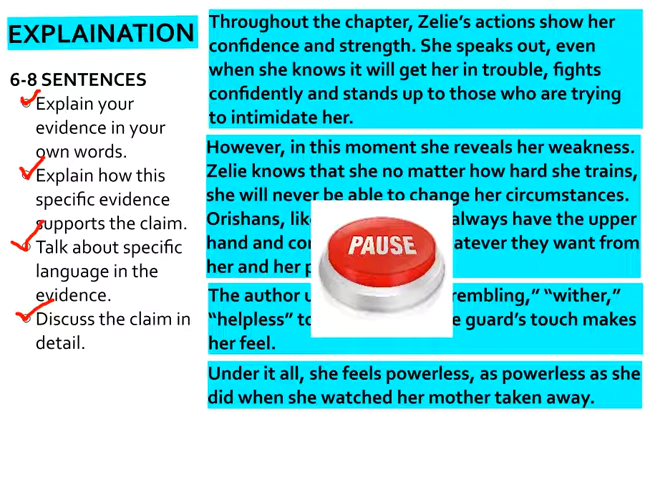 EXPLAINATION
6-8 SENTENCES
Explain your
evidence in your
own words.
Explain how this
specific evidence
supports the claim.
Talk about specific
language in the
evidence.
Discuss the claim in
detail.
Throughout the chapter, Zelie's actions show her
confidence and strength. She speaks out, even
when she knows it will get her in trouble, fights
confidently and stands up to those who are trying
to intimidate her.
However, in this moment she reveals her weakness.
Zelie knows that she no matter how hard she trains,
she will never be able to change her circumstances.
Orishans, always have the upper
hand and from
her and her
The author "wither,"
"helpless" guard's touch makes
her feel.
Under it all, she feels powerless, as powerless as she
did when she watched her mother taken away.
PAUSE